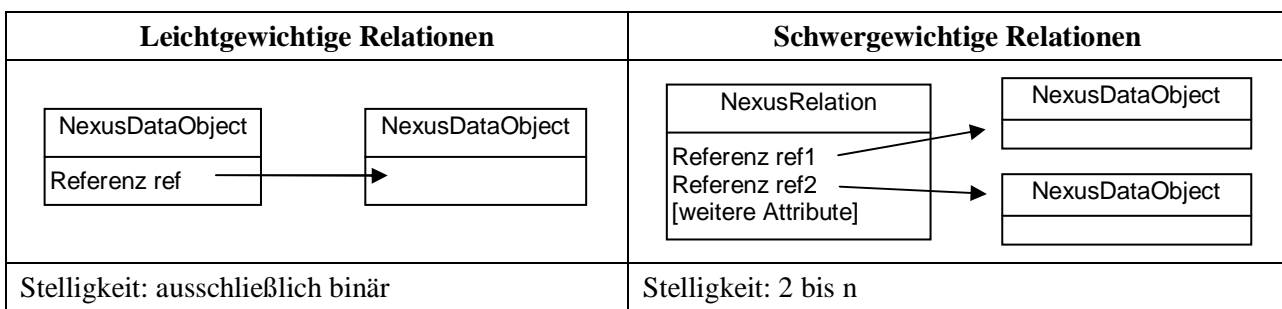 Leichtgewichtige Relationen
Schwergewichtige Relationen
NexusDataObject
Referenz ref
NexusDataObject
NexusRelation
Referenz ref1
Referenz ref2
[weitere Attribute]
NexusDataObject
NexusDataObject
Stelligkeit: ausschließlich binär
Stelligkeit: 2 bis n